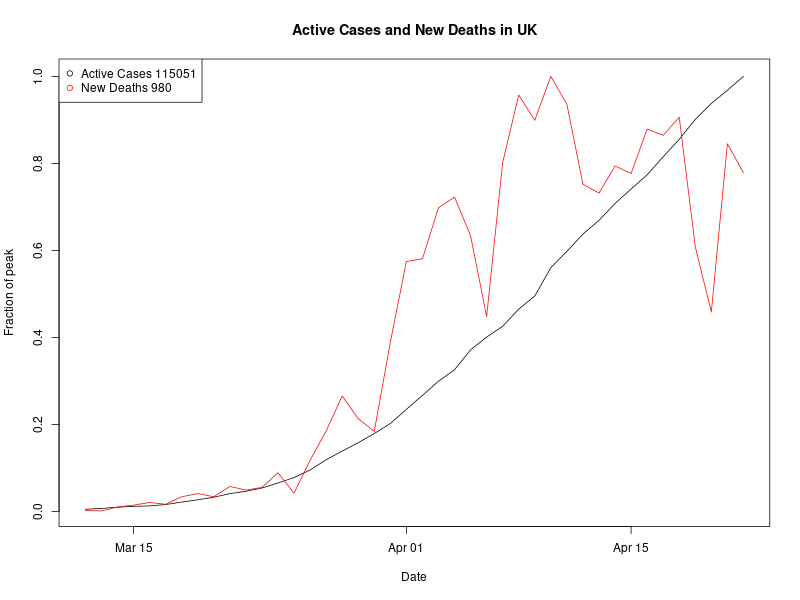 Active Cases and New Deaths in UK
Active Cases 115051
New Deaths 980
1.0
0.8
0.6
0.4
0.2
0.0
Fraction of peak
Mar 15
Apr 01
Apr 15
Date